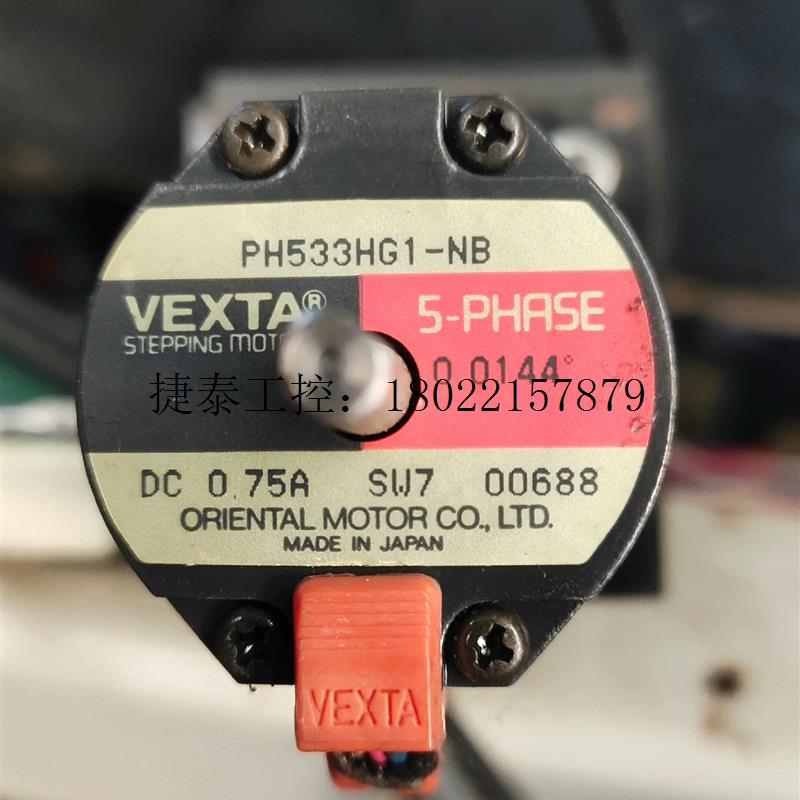 PH533HG1-NB
VEXTA®
STEPPING
5-PHASE
0.0144°
捷泰工控：18022157879
DC 0.75A SW7 00688
ORIENTAL MOTOR CO., LTD.
MADE IN JAPAN
VEXTA